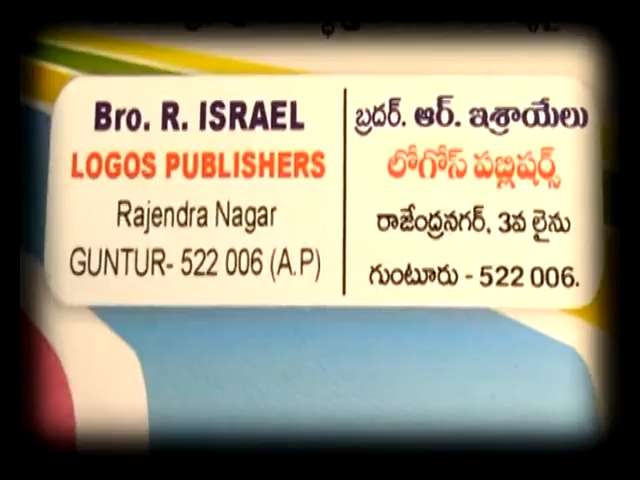 Bro. R. ISRAEL
LOGOS PUBLISHERS
Rajendra Nagar
GUNTUR- 522 006 (A.P)
బ్రదర్. ఆర్. ఇశ్రాయేలు
లోగోస్ పబ్లిషర్స్
రాజేంద్రనగర్, 3వ లైను
గుంటూరు - 522 006.